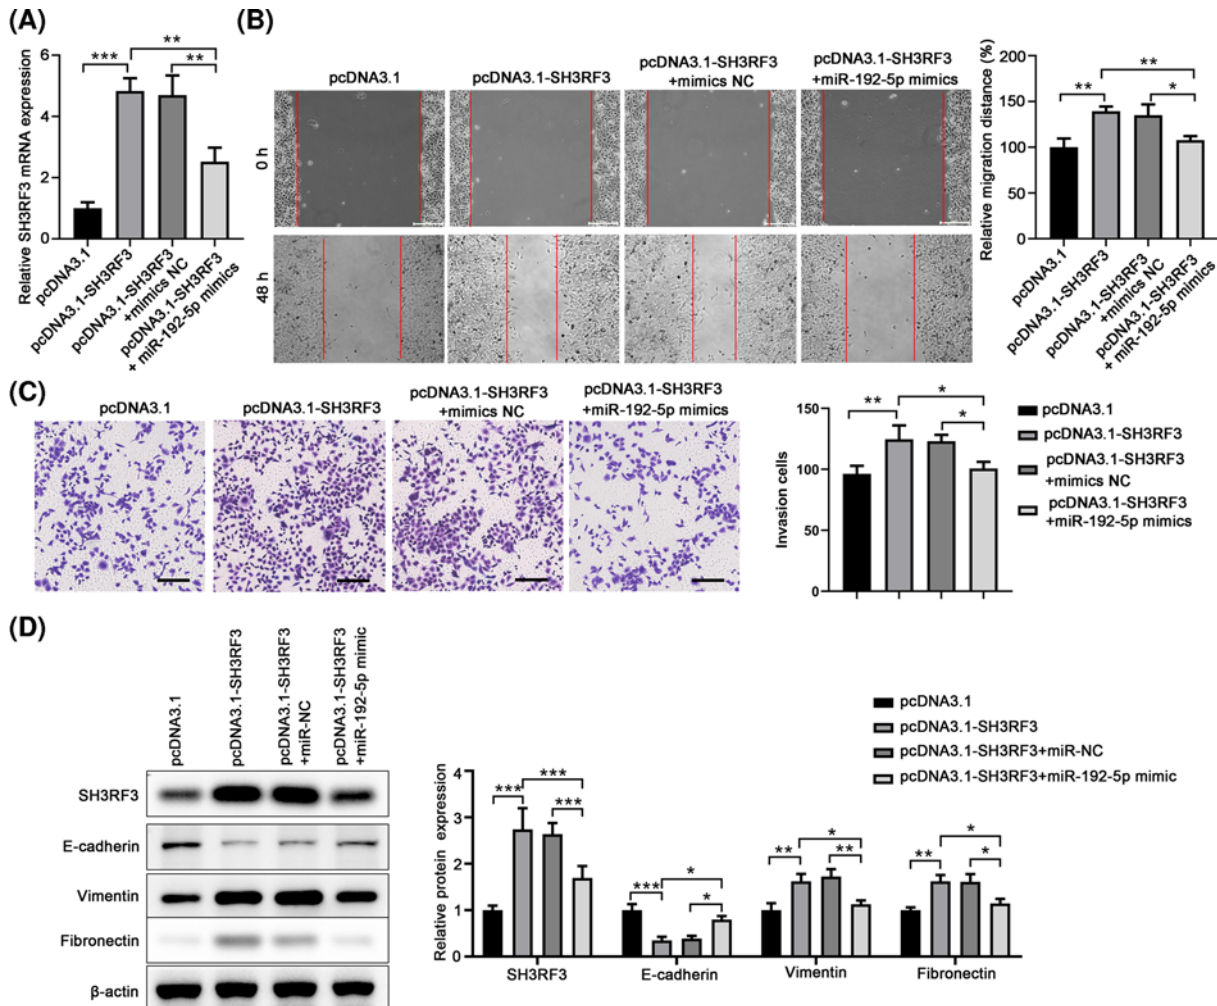 (A)
Relative SH3RF3 mRNA expression
6
4
2
0
***
**
**
pcDNA3.1
pcDNA3.1-SH3RF3
pcDNA3.1-SH3RF3
+mimics NC
pcDNA3.1-SH3RF3
+ miR-192-5p mimics
(B)
pcDNA3.1
pcDNA3.1-SH3RF3
pcDNA3.1-SH3RF3
+mimics NC
pcDNA3.1-SH3RF3
+miR-192-5p mimics
0 h
48 h
Relative migration distance (%)
200
150
100
50
0
**
**
*
pcDNA3.1
pcDNA3.1-SH3RF3
pcDNA3.1-SH3RF3
+mimics NC
pcDNA3.1-SH3RF3
+ miR-192-5p mimics
(C)
pcDNA3.1
pcDNA3.1-SH3RF3
pcDNA3.1-SH3RF3
+mimics NC
pcDNA3.1-SH3RF3
+miR-192-5p mimics
Invasion cells
150
100
50
0
**
*
*
pcDNA3.1
pcDNA3.1-SH3RF3
pcDNA3.1-SH3RF3
+mimics NC
pcDNA3.1-SH3RF3
+miR-192-5p mimics
(D)
pcDNA3.1
pcDNA3.1-SH3RF3
pcDNA3.1-SH3RF3
+miR-NC
pcDNA3.1-SH3RF3
+miR-192-5p mimic
SH3RF3
E-cadherin
Vimentin
Fibronectin
β-actin
Relative protein expression
4
3
2
1
0
***
***
***
***
*
*
**
*
**
**
*
*
SH3RF3
E-cadherin
Vimentin
Fibronectin
pcDNA3.1
pcDNA3.1-SH3RF3
pcDNA3.1-SH3RF3+miR-NC
pcDNA3.1-SH3RF3+miR-192-5p mimic